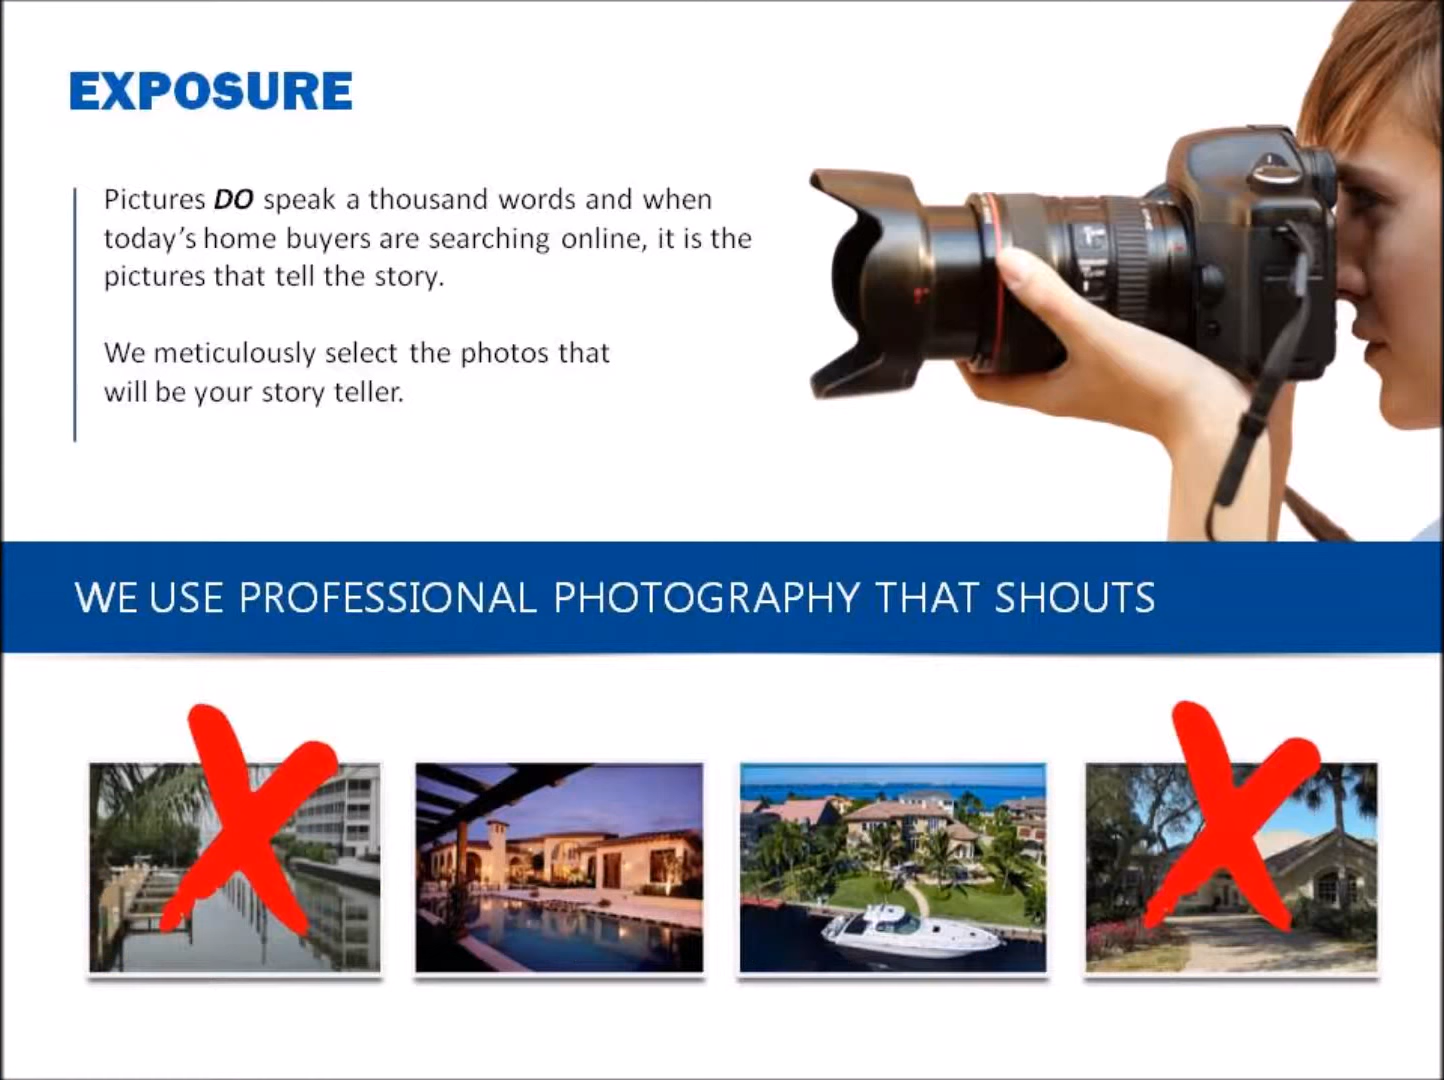 EXPOSURE
Pictures DO speak a thousand words and when
today's home buyers are searching online, it is the
pictures that tell the story.
We meticulously select the photos that
will be your story teller.
WE USE PROFESSIONAL PHOTOGRAPHY THAT SHOUTS